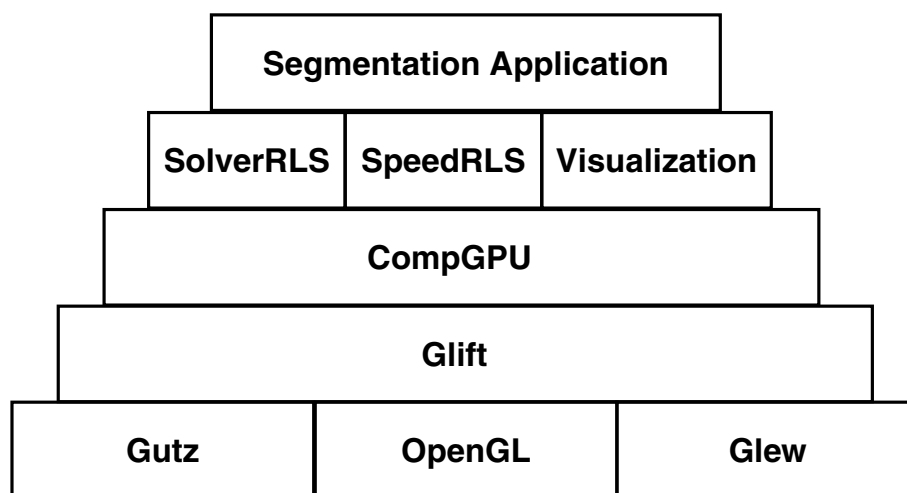 Segmentation Application
SolverRLS SpeedRLS Visualization
CompGPU
Glift
Gutz OpenGL Glew